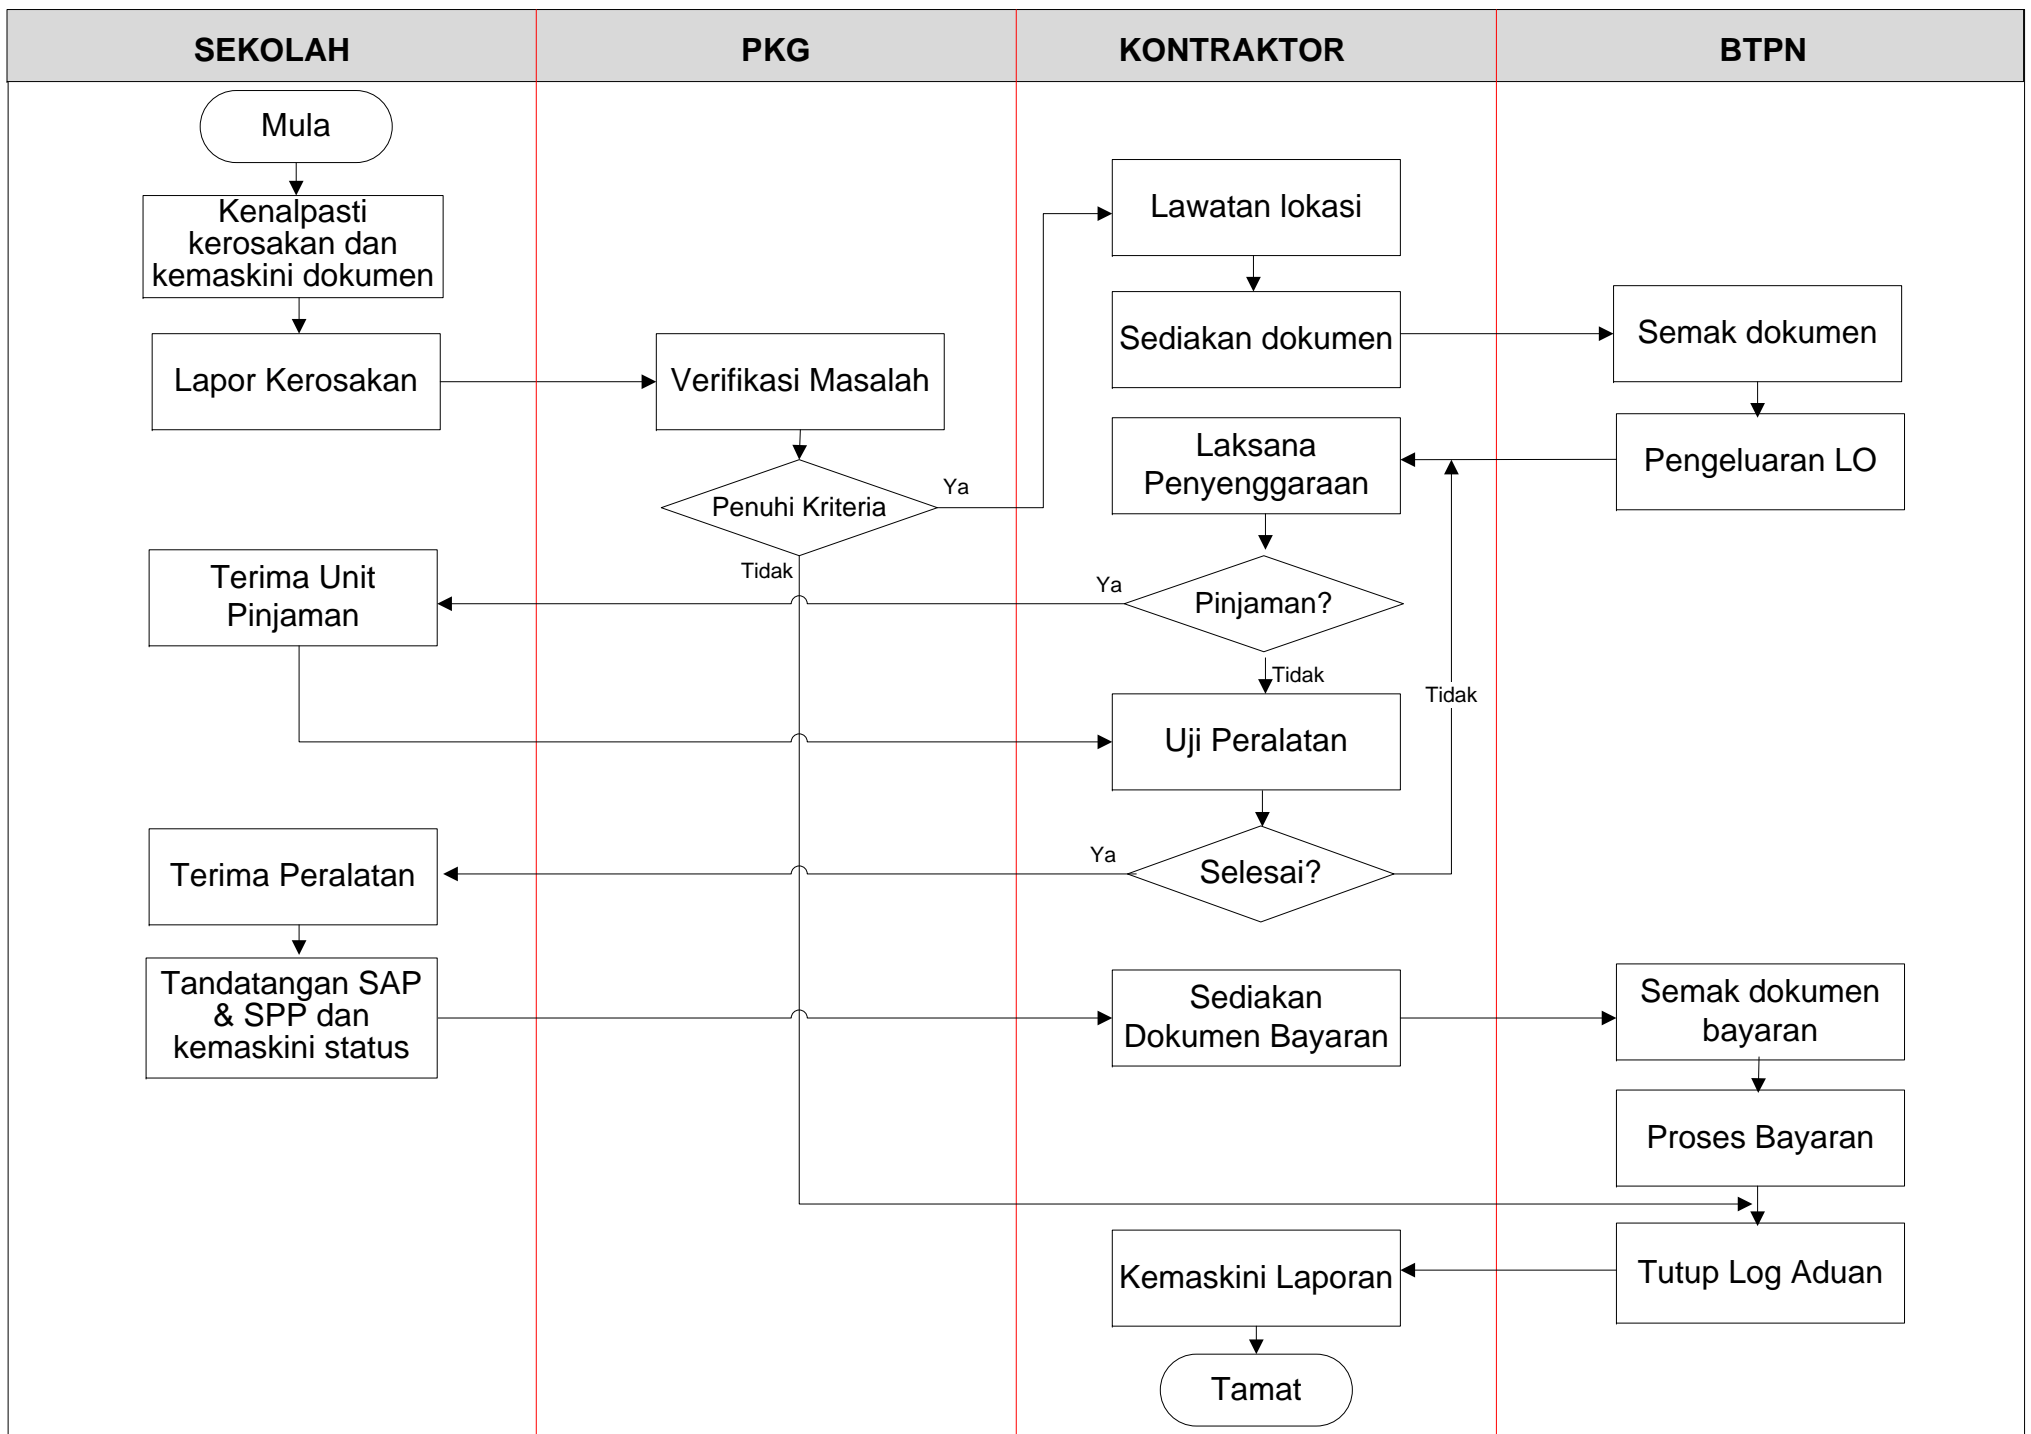 SEKOLAH
PKG
KONTRAKTOR
BTPN
Mula
Kenalpasti
kerosakan dan
kemaskini dokumen
Lapor Kerosakan
Verifikasi Masalah
Penuhi Kriteria
Ya
Tidak
Lawatan lokasi
Sediakan dokumen
Semak dokumen
Pengeluaran LO
Laksana
Penyenggaraan
Pinjaman?
Ya
Tidak
Terima Unit
Pinjaman
Uji Peralatan
Tidak
Selesai?
Ya
Terima Peralatan
Tandatangan SAP
& SPP dan
kemaskini status
Sediakan
Dokumen Bayaran
Semak dokumen
bayaran
Proses Bayaran
Tutup Log Aduan
Kemaskini Laporan
Tamat